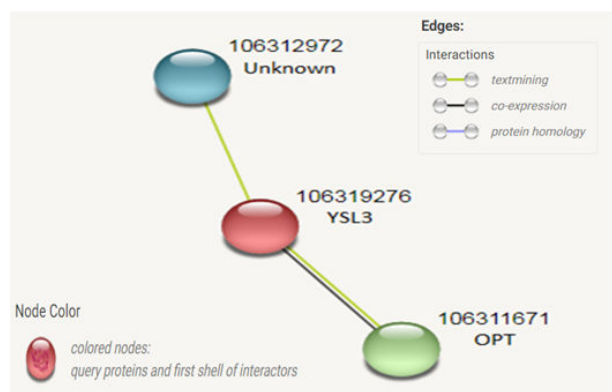 106312972
Unknown
Edges:
Interactions
textmining
co-expression
protein homology
106319276
YSL3
106311671
OPT
Node Color
colored nodes:
query proteins and first shell of interactors